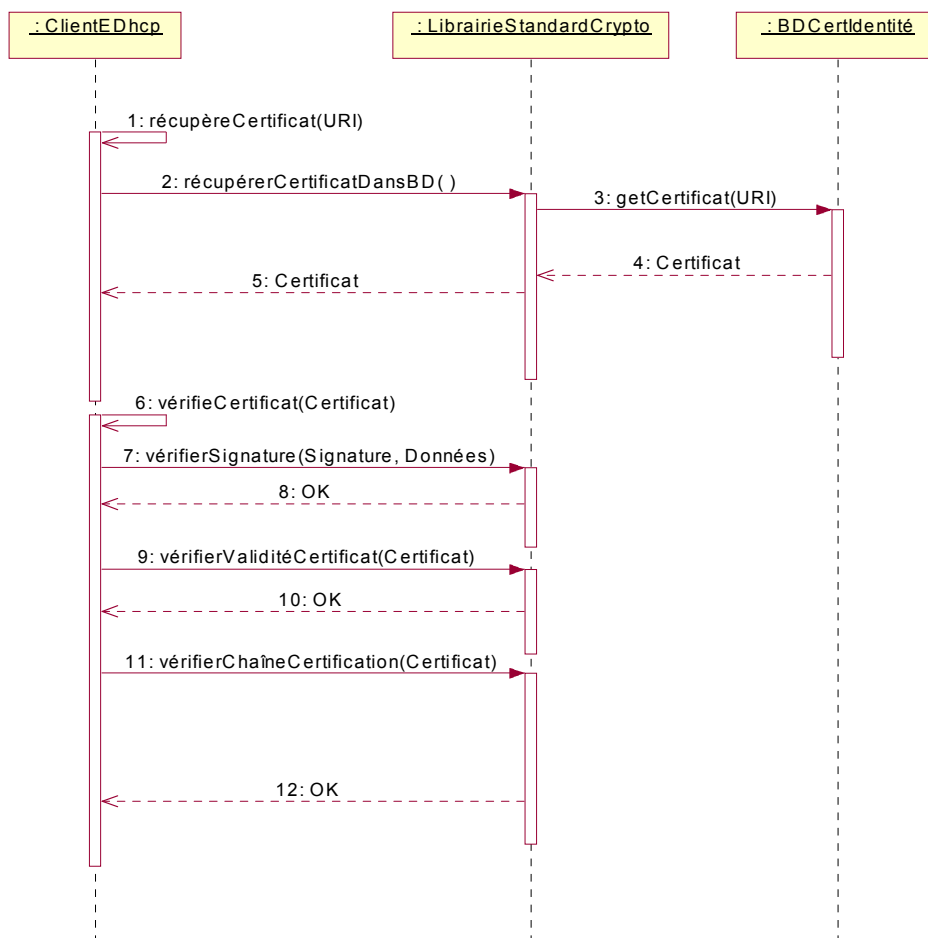 : ClientEDhcp
: LibrairieStandardCrypto
: BDCertIdentité
1: récupèreCertificat(URI)
2: récupérerCertificatDansBD( )
3: getCertificat(URI)
4: Certificat
5: Certificat
6: vérifieCertificat(Certificat)
7: vérifierSignature(Signature, Données)
8: OK
9: vérifierValiditéCertificat(Certificat)
10: OK
11: vérifierChaîneCertification(Certificat)
12: OK